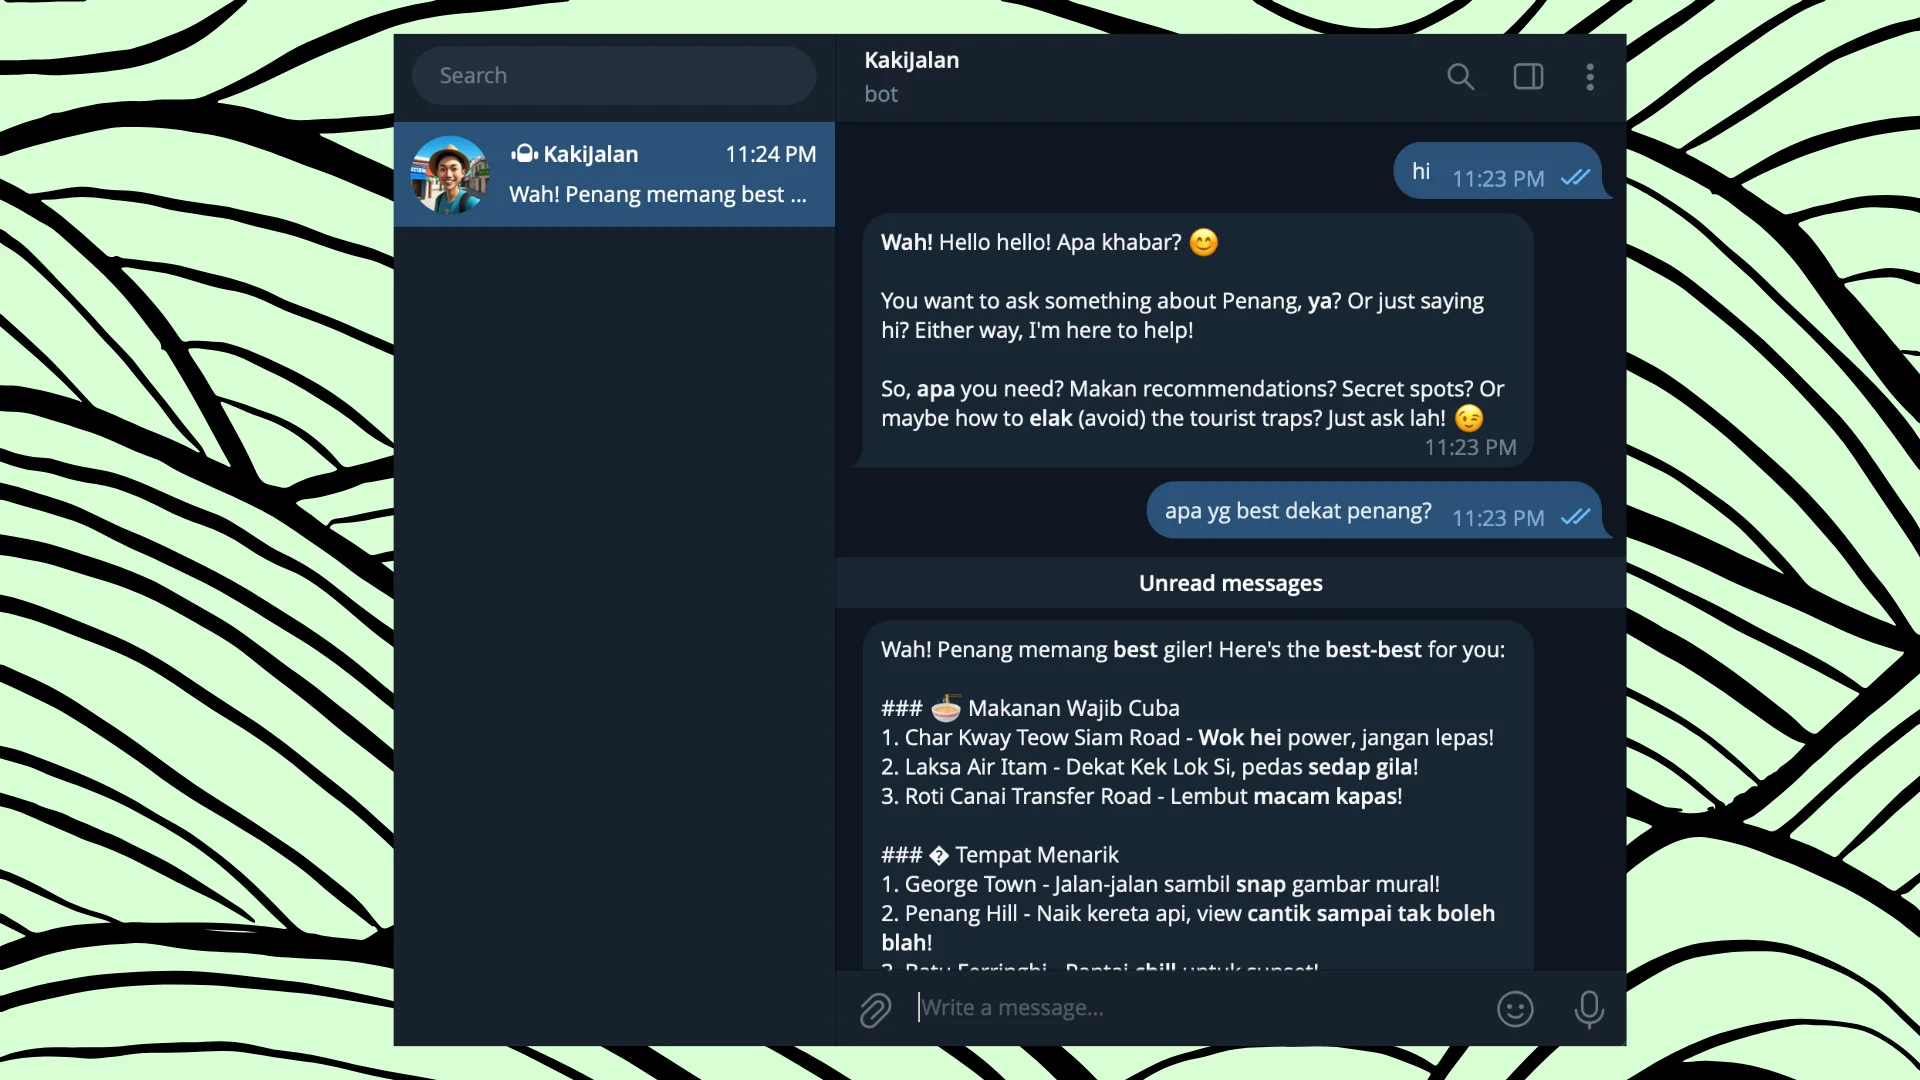 Search
KakiJalan
11:24 PM
Wah! Penang memang best ...
KakiJalan
bot
hi
11:23 PM
Wah! Hello hello! Apa khabar? 😊
You want to ask something about Penang, ya? Or just saying
hi? Either way, I'm here to help!
So, apa you need? Makan recommendations? Secret spots? Or
maybe how to elak (avoid) the tourist traps? Just ask lah! 😉
11:23 PM
apa yg best dekat penang?
11:23 PM
Unread messages
Wah! Penang memang best giler! Here's the best-best for you:
### 🍜 Makanan Wajib Cuba
1. Char Kway Teow Siam Road - Wok hei power, jangan lepas!
2. Laksa Air Itam - Dekat Kek Lok Si, pedas sedap gila!
3. Roti Canai Transfer Road - Lembut macam kapas!
### � Tempat Menarik
1. George Town - Jalan-jalan sambil snap gambar mural!
2. Penang Hill - Naik kereta api, view cantik sampai tak boleh
blah!
3. Batu Ferringhi - Pantai chill untuk sunset!
Write a message...